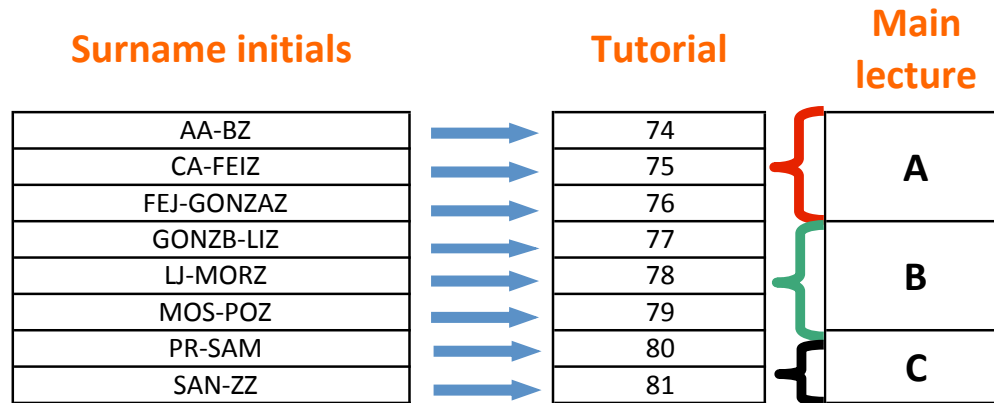 Surname initials Tutorial Main lecture
AA-BZ 74
CA-FEIZ 75 A
FEJ-GONZAZ 76
GONZB-LIZ 77
LJ-MORZ 78 B
MOS-POZ 79
PR-SAM 80
SAN-ZZ 81 C